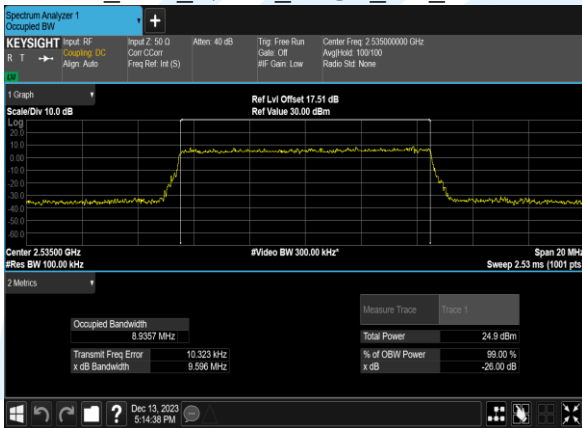 Spectrum Analyzer 1
Occupied BW
+
KEYSIGHT
R T
LV
Input: RF
Coupling: DC
Align: Auto
Input Z: 50 Ω
Corr CCorr
Freq Ref: Int (S)
Atten: 40 dB
Trig: Free Run
Gate: Off
#IF Gain: Low
Center Freq: 2.535000000 GHz
Avg|Hold: 100/100
Radio Std: None
1 Graph
Scale/Div 10.0 dB
Ref Lvl Offset 17.51 dB
Ref Value 30.00 dBm
Log
20.0
10.0
0.00
-10.0
-20.0
-30.0
-40.0
-50.0
-60.0
Center 2.53500 GHz
#Res BW 100.00 kHz
#Video BW 300.00 kHz*
Span 20 MHz
Sweep 2.53 ms (1001 pts)
2 Metrics
Occupied Bandwidth
8.9357 MHz
Transmit Freq Error 10.323 kHz
x dB Bandwidth 9.596 MHz
Measure Trace Trace 1
Total Power 24.9 dBm
% of OBW Power 99.00 %
x dB -26.00 dB
?
Dec 13, 2023
5:14:38 PM